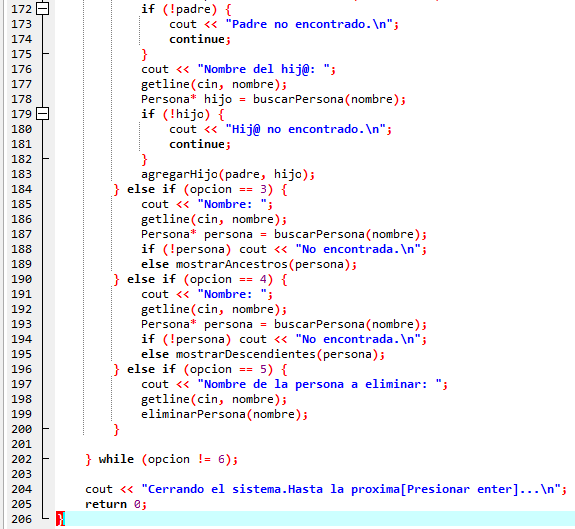 172 if (!padre) {
173 cout << "Padre no encontrado.\n";
174 continue;
175 }
176 cout << "Nombre del hij@: ";
177 getline(cin, nombre);
178 Persona* hijo = buscarPersona(nombre);
179 if (!hijo) {
180 cout << "Hij@ no encontrado.\n";
181 continue;
182 }
183 agregarHijo(padre, hijo);
184 } else if (opcion == 3) {
185 cout << "Nombre: ";
186 getline(cin, nombre);
187 Persona* persona = buscarPersona(nombre);
188 if (!persona) cout << "No encontrada.\n";
189 else mostrarAncestros(persona);
190 } else if (opcion == 4) {
191 cout << "Nombre: ";
192 getline(cin, nombre);
193 Persona* persona = buscarPersona(nombre);
194 if (!persona) cout << "No encontrada.\n";
195 else mostrarDescendientes(persona);
196 } else if (opcion == 5) {
197 cout << "Nombre de la persona a eliminar: ";
198 getline(cin, nombre);
199 eliminarPersona(nombre);
200 }
201
202 } while (opcion != 6);
203
204 cout << "Cerrando el sistema.Hasta la proxima[Presionar enter]...\n";
205 return 0;
206 }